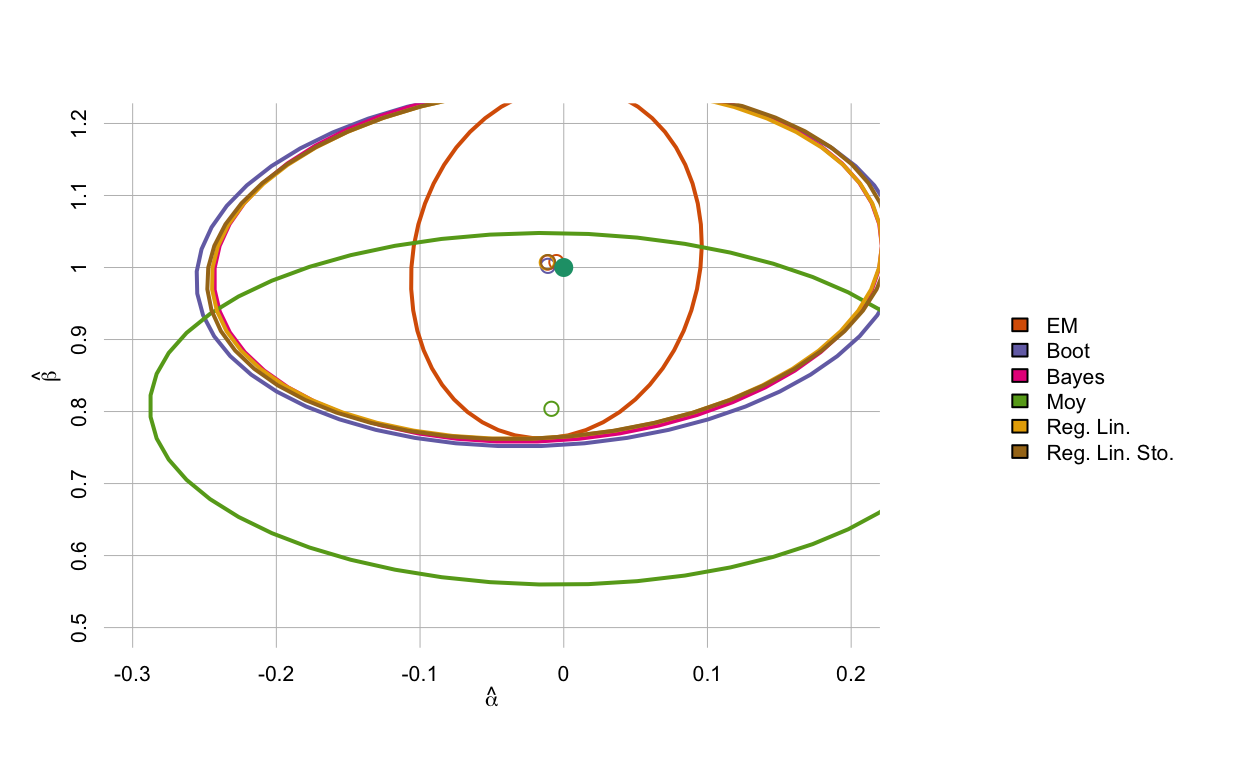 1.2
1.1
1
0.9
0.8
0.7
0.6
0.5
β̂
-0.3 -0.2 -0.1 0 0.1 0.2
α̂
EM
Boot
Bayes
Moy
Reg. Lin.
Reg. Lin. Sto.